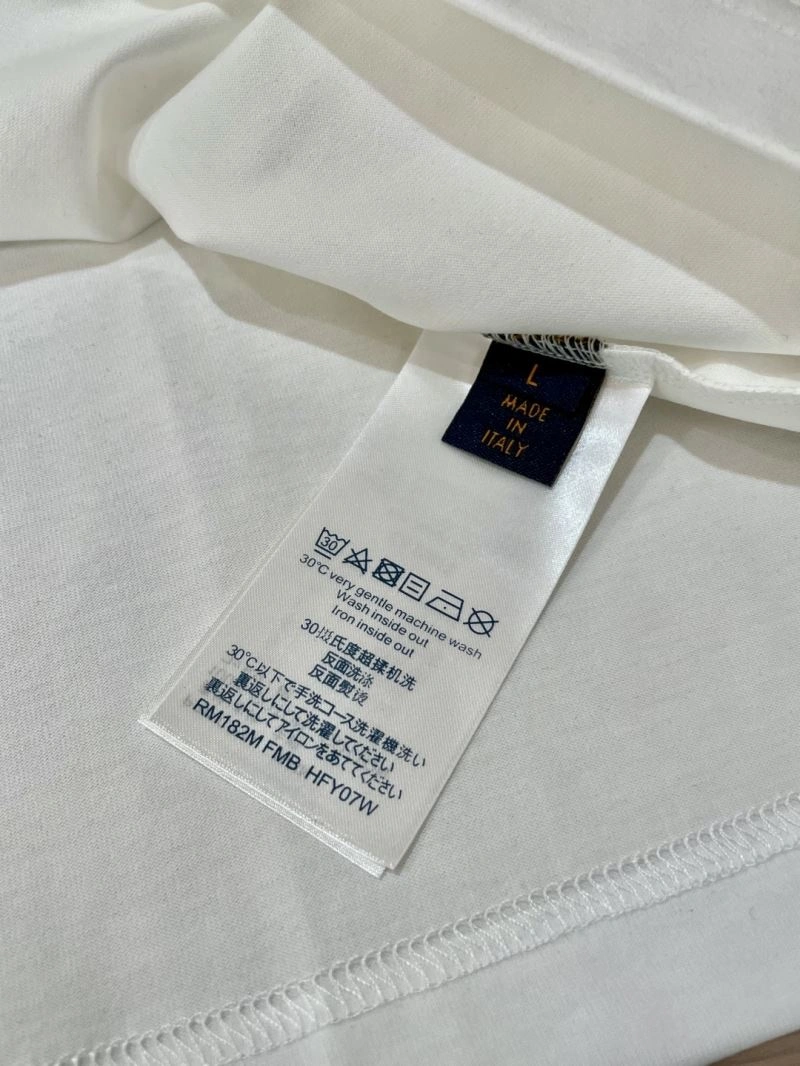 L
MADE
IN
ITALY
30
30°C very gentle machine wash
Wash inside out
Iron inside out
30摄氏度超揉机洗
反面洗涤
反面熨烫
30℃以下で手洗コース洗濯機洗い
裏返しにして洗濯してください
裏返しにしてアイロンをあててください
RM182M FMB HFY07W